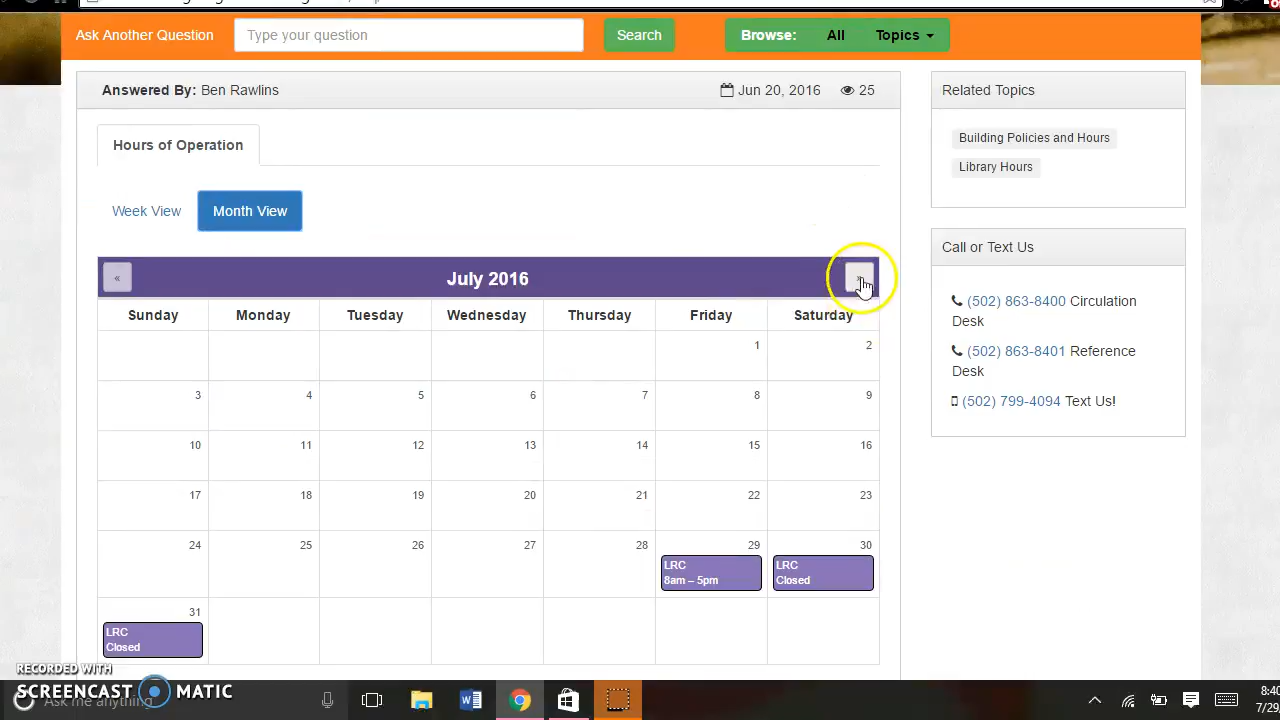 Ask Another Question Type your question Search Browse: All Topics
Answered By: Ben Rawlins Jun 20, 2016 25
Related Topics
Building Policies and Hours
Library Hours
Hours of Operation
Week View Month View
Call or Text Us
(502) 863-8400 Circulation
Desk
(502) 863-8401 Reference
Desk
(502) 799-4094 Text Us!
« July 2016 »
Sunday Monday Tuesday Wednesday Thursday Friday Saturday
1 2
3 4 5 6 7 8 9
10 11 12 13 14 15 16
17 18 19 20 21 22 23
24 25 26 27 28 29 30
LRC LRC
8am – 5pm Closed
31
LRC
Closed
RECORDED WITH
SCREENCAST MATIC
Ask me anything
8:40
7/29/